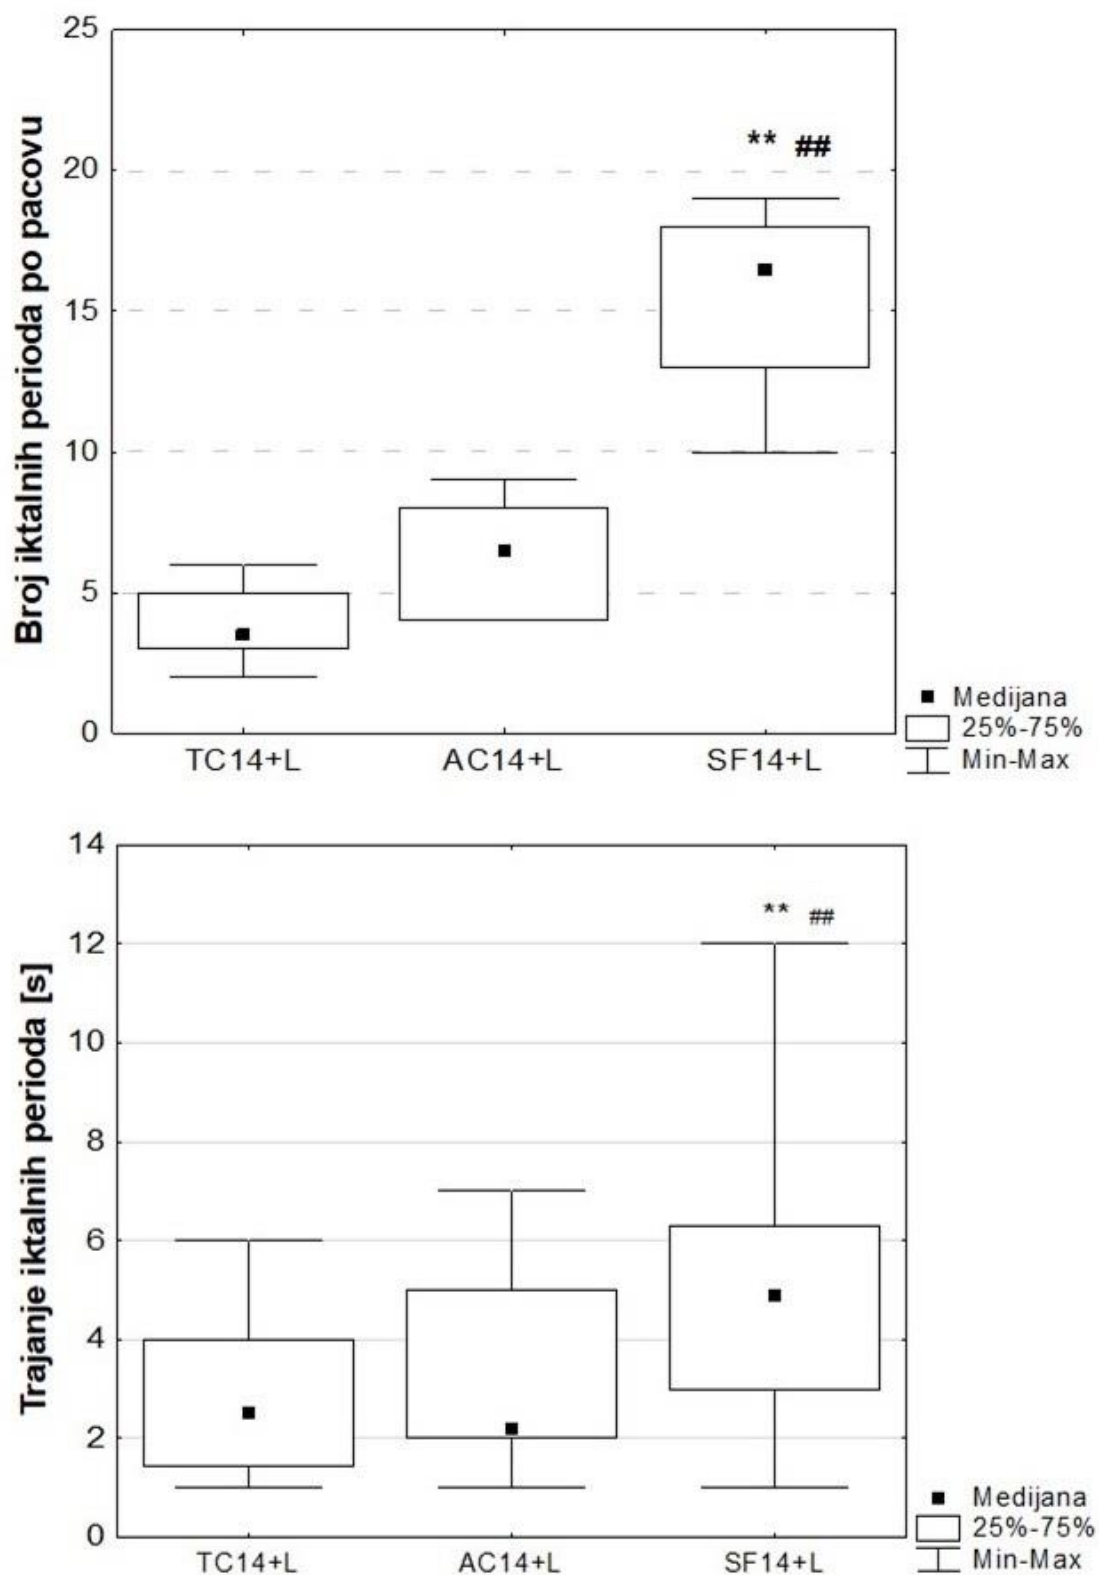 Broj iktalnih perioda po pacovu
25
20
15
10
5
0
** ##
TC14+L AC14+L SF14+L
Medijana
25%-75%
Min-Max
Trajanje iktalnih perioda [s]
14
12
10
8
6
4
2
0
** ##
TC14+L AC14+L SF14+L
Medijana
25%-75%
Min-Max